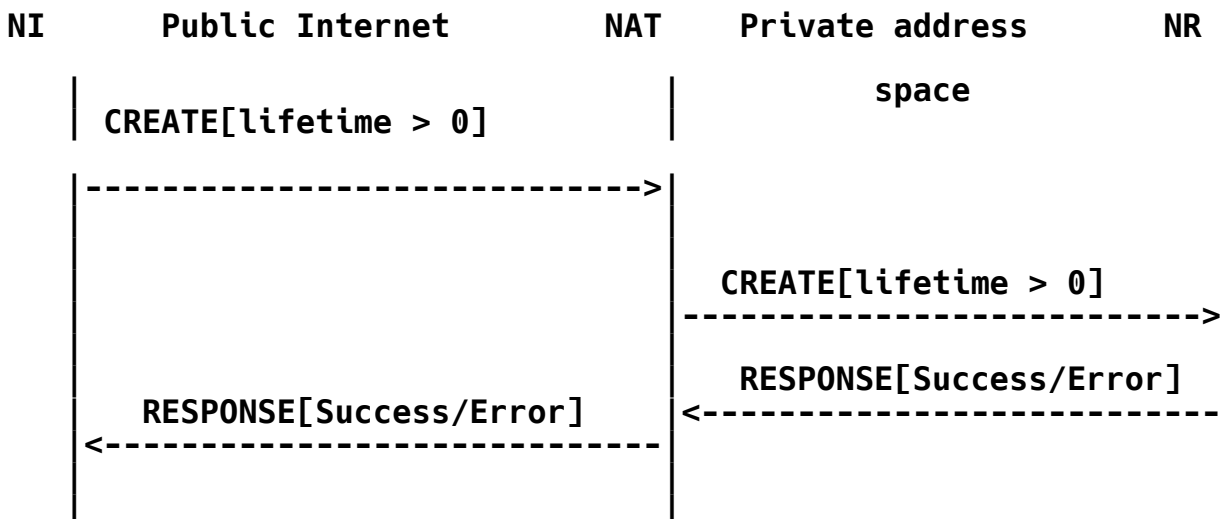 NI Public Internet NAT Private address NR
space
CREATE[lifetime > 0]
----------------------------->
CREATE[lifetime > 0]
--------------------------->
RESPONSE[Success/Error]
RESPONSE[Success/Error] <---------------------------
<-----------------------------